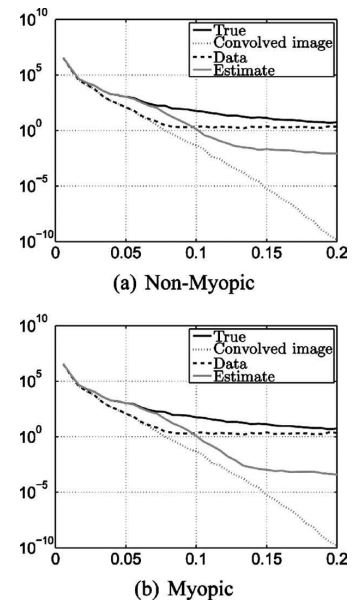 10^10
10^5
10^0
10^-5
10^-10
True
Convolved image
Data
Estimate
0 0.05 0.1 0.15 0.2
(a) Non-Myopic
10^10
10^5
10^0
10^-5
10^-10
True
Convolved image
Data
Estimate
0 0.05 0.1 0.15 0.2
(b) Myopic